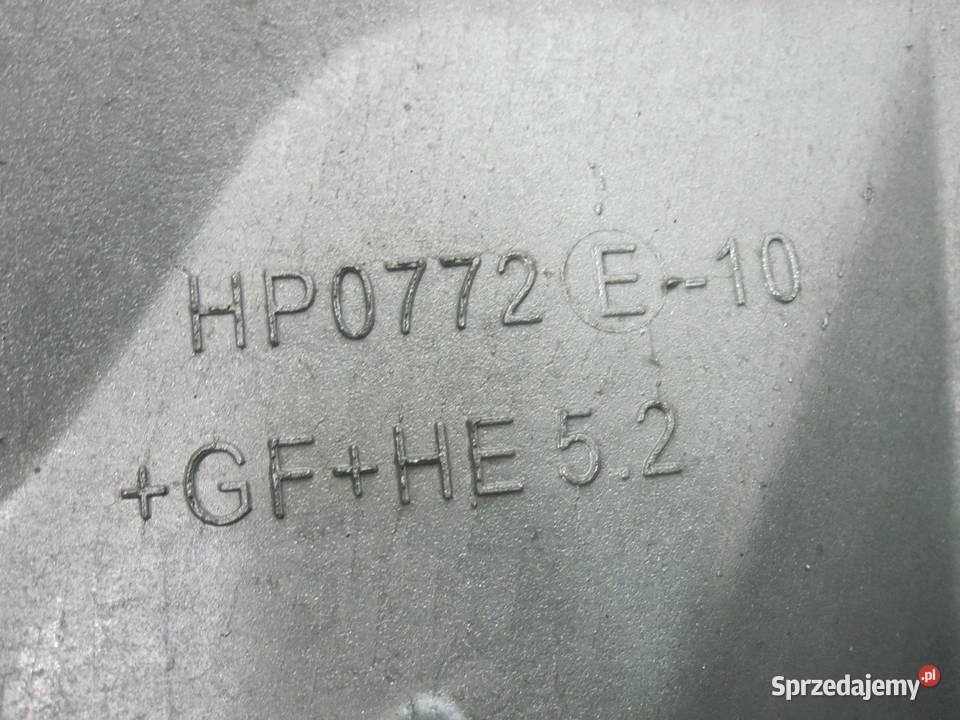 HP0772 E-10
+GF+HE 5.2
Sprzedajemy.pl